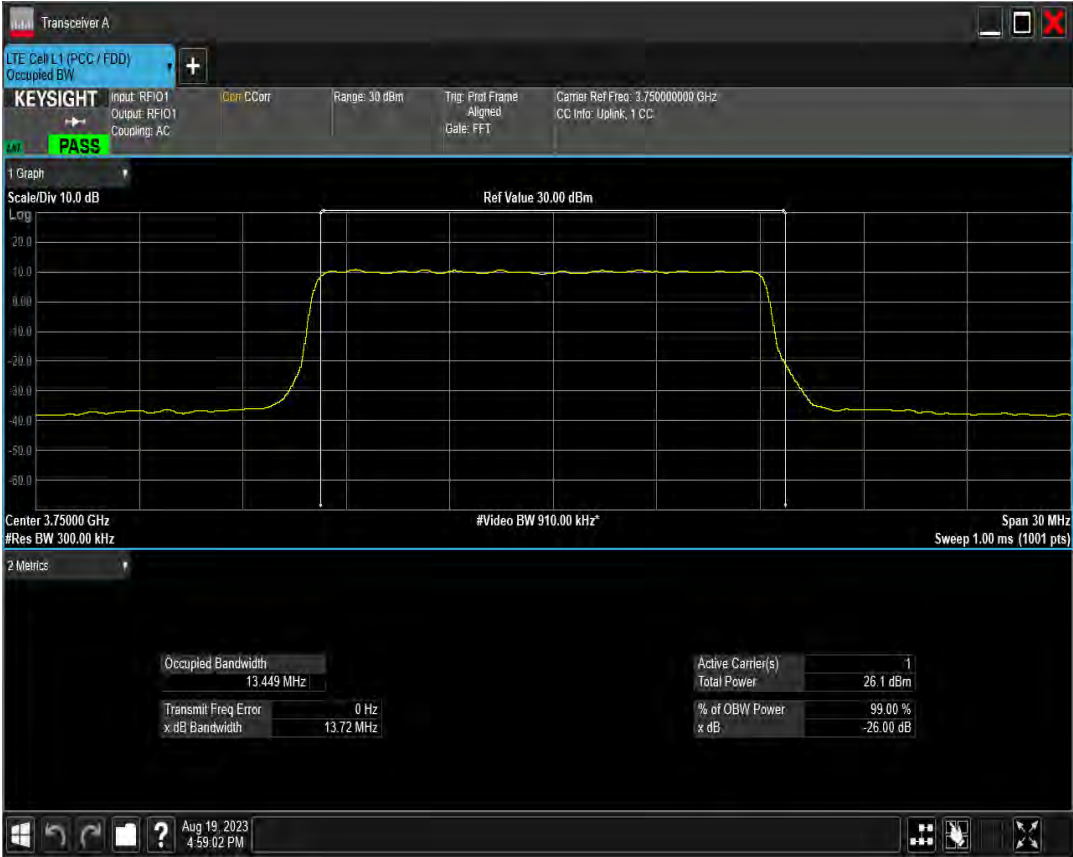 Transceiver A
LTE Cell L1 (PCC / FDD)
Occupied BW
KEYSIGHT
Input: RFIO1
Output: RFIO1
Coupling: AC
Corr CCorr
Range: 30 dBm
Trig: Prot Frame
Aligned
Gate: FFT
Carrier Ref Freq: 3.750000000 GHz
CC Info: Uplink, 1 CC
PASS
1 Graph
Scale/Div 10.0 dB
Ref Value 30.00 dBm
Log
20.0
10.0
0.00
-10.0
-20.0
-30.0
-40.0
-50.0
-60.0
Center 3.75000 GHz
#Video BW 910.00 kHz*
Span 30 MHz
#Res BW 300.00 kHz
Sweep 1.00 ms (1001 pts)
2 Metrics
Occupied Bandwidth
13.449 MHz
Transmit Freq Error 0 Hz
x dB Bandwidth 13.72 MHz
Active Carrier(s) 1
Total Power 26.1 dBm
% of OBW Power 99.00 %
x dB -26.00 dB
Aug 19, 2023
4:59:02 PM